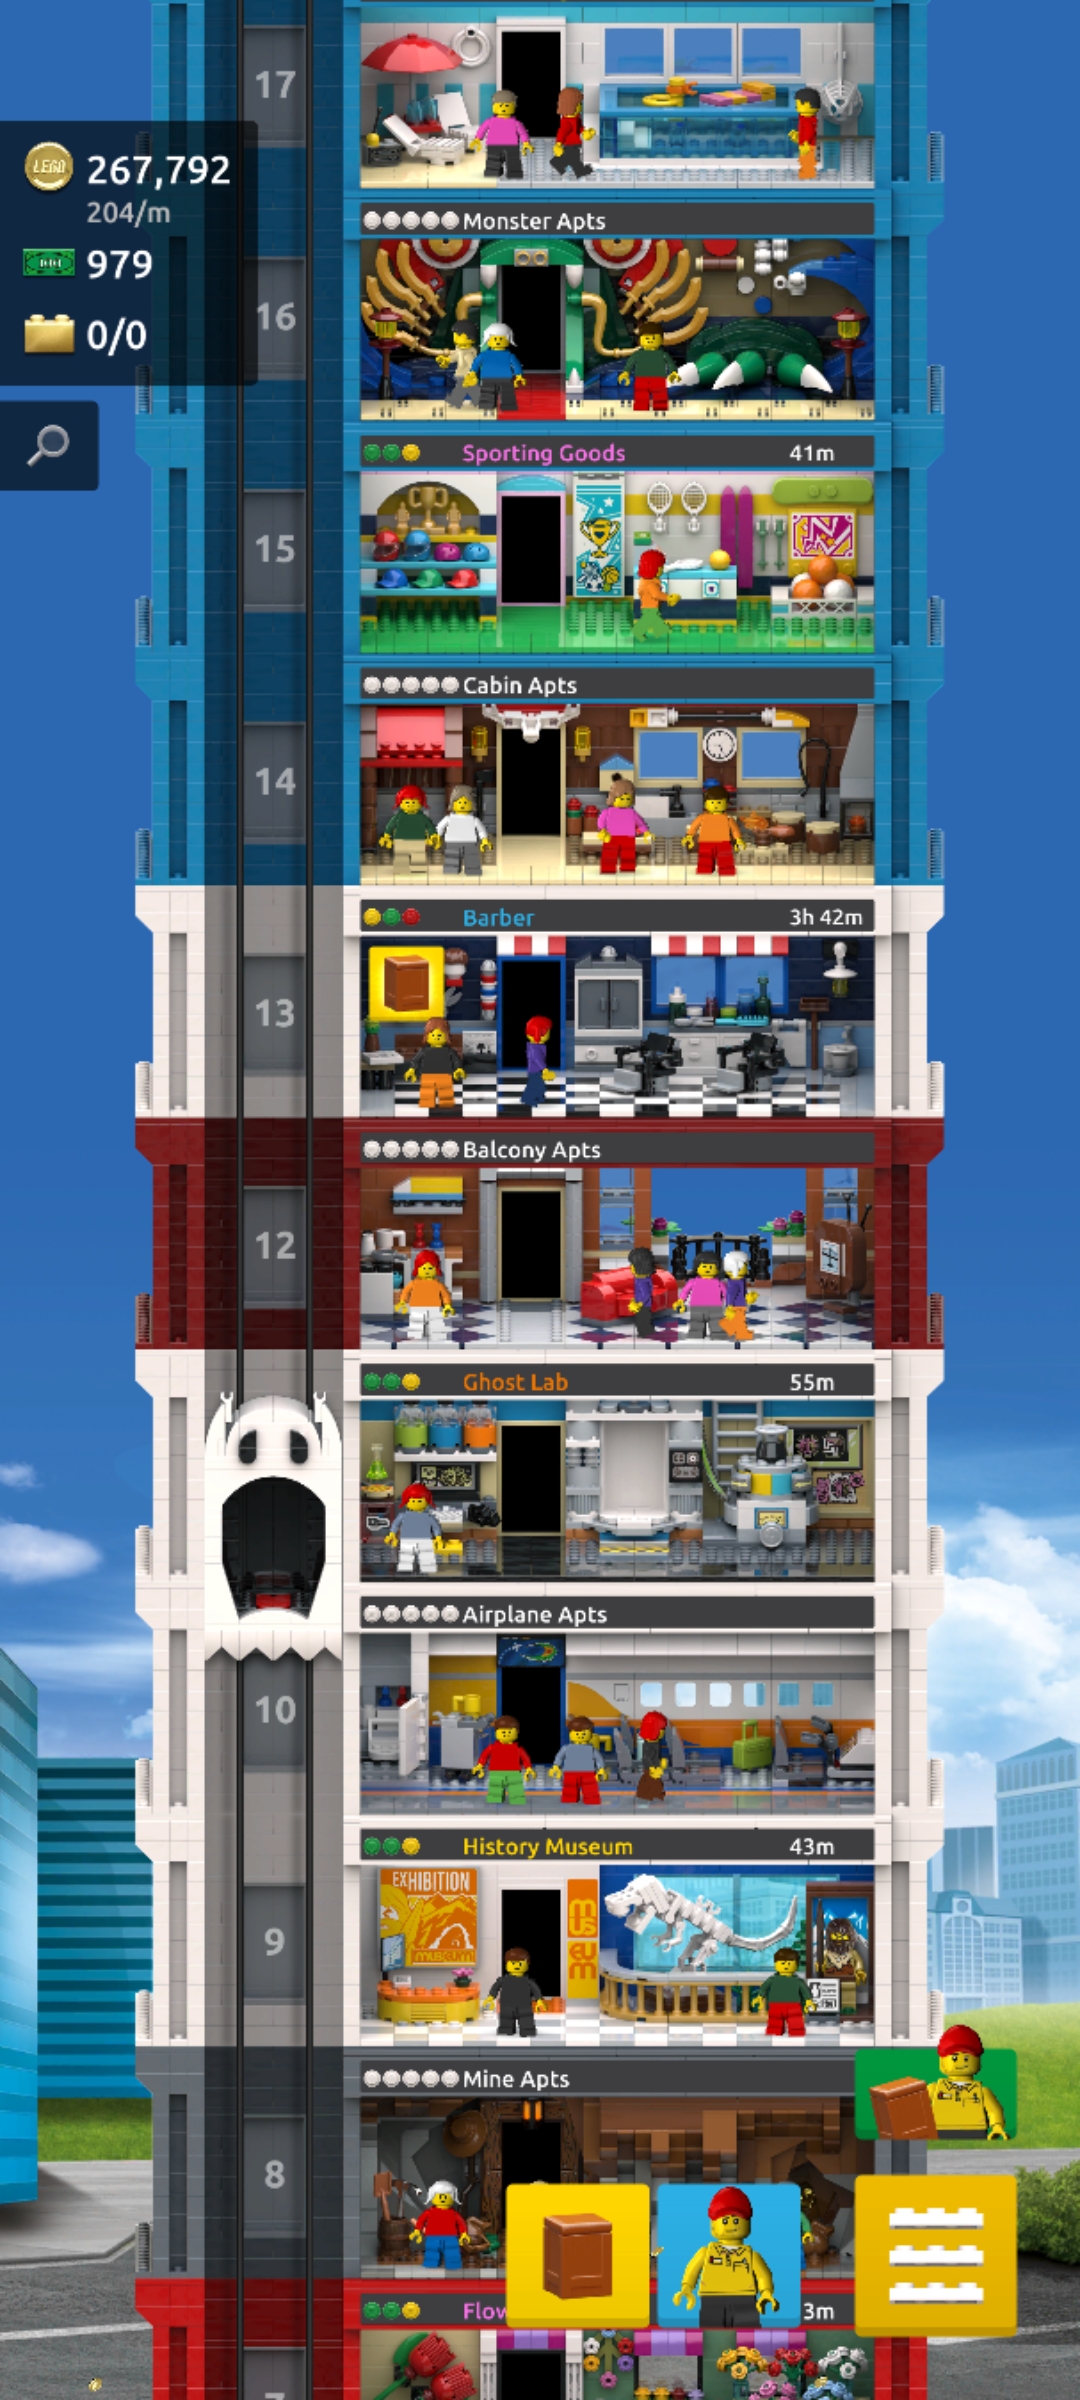 17
LEGO 267,792
204/m
979
0/0
Monster Apts
16
Sporting Goods 41m
15
Cabin Apts
14
Barber 3h 42m
13
Balcony Apts
12
Ghost Lab 55m
Airplane Apts
10
History Museum 43m
EXHIBITION
MUSEUM
museum
9
Mine Apts
8
3m